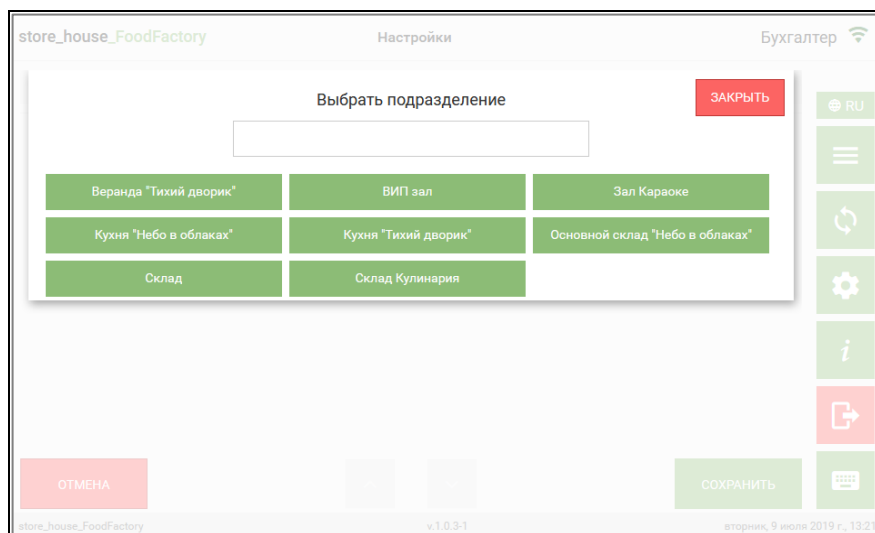 store_house_FoodFactory Настройки Бухгалтер
Выбрать подразделение ЗАКРЫТЬ
RU
Веранда "Тихий дворик" ВИП зал Зал Караоке
Кухня "Небо в облаках" Кухня "Тихий дворик" Основной склад "Небо в облаках"
Склад Склад Кулинария
i
ОТМЕНА СОХРАНИТЬ
store_house_FoodFactory v.1.0.3-1 вторник, 9 июля 2019 г., 13:21